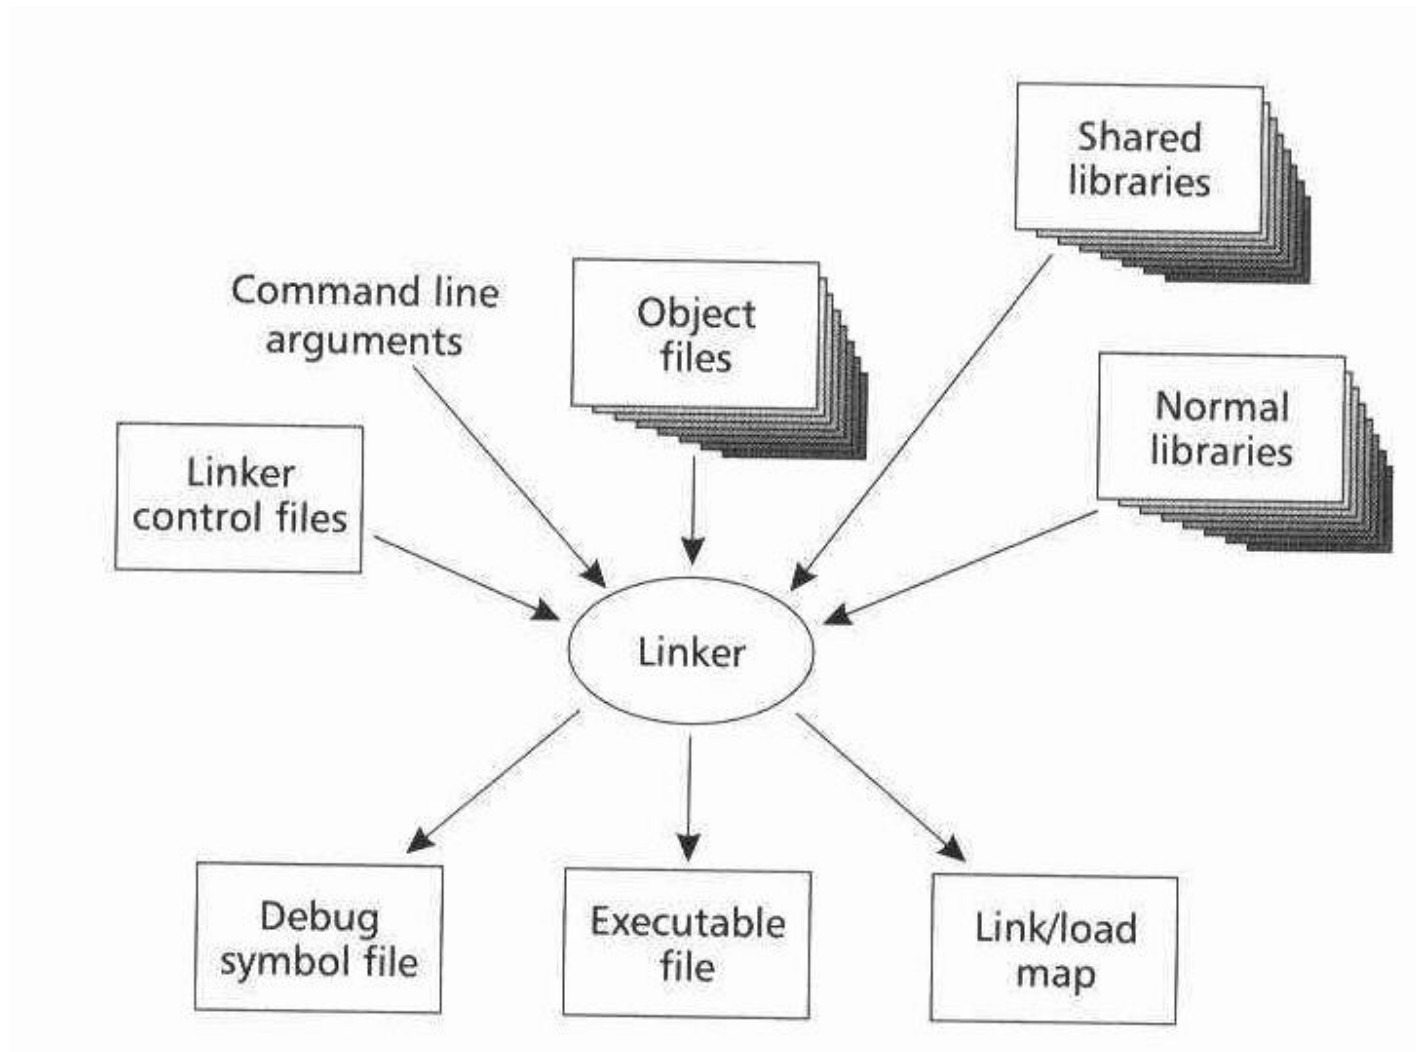 Shared
libraries
Command line
arguments
Object
files
Normal
libraries
Linker
control files
Linker
Debug
symbol file
Executable
file
Link/load
map